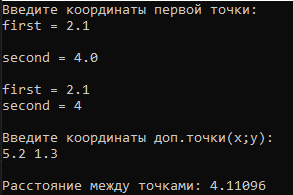 Введите координаты первой точки:
first = 2.1
second = 4.0
first = 2.1
second = 4
Введите координаты доп.точки(x;y):
5.2 1.3
Расстояние между точками: 4.11096